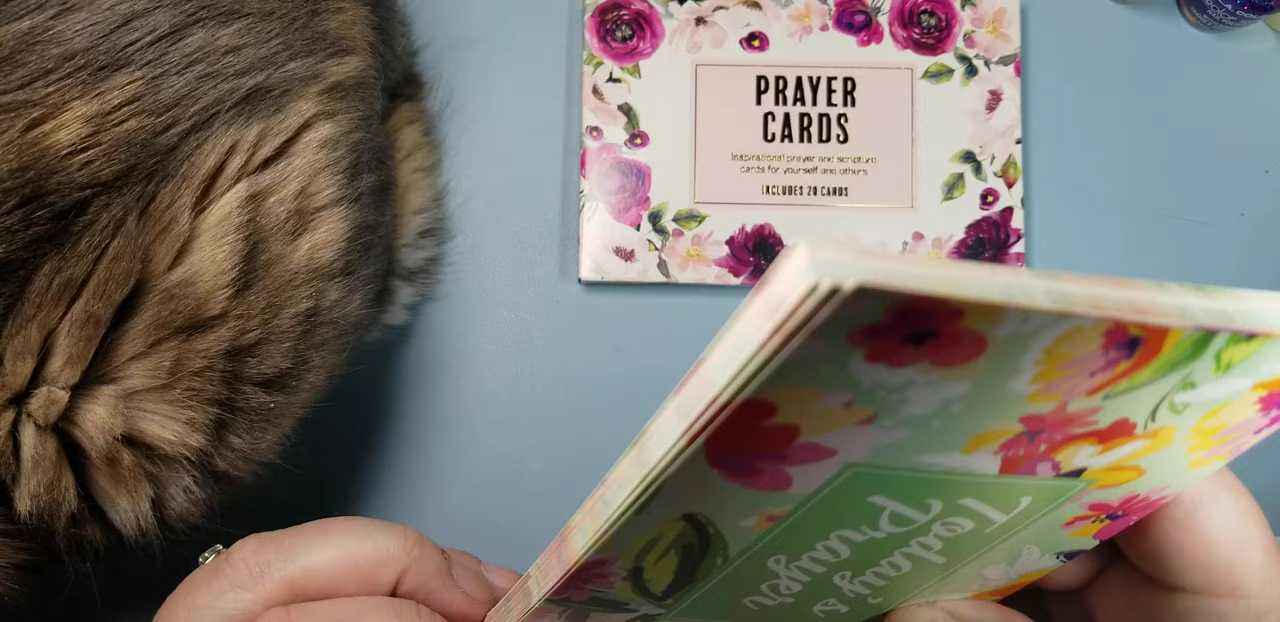 PRAYER
CARDS
Inspirational prayer and scripture
cards for yourself and others
INCLUDES 20 CARDS
Today's
Prayer